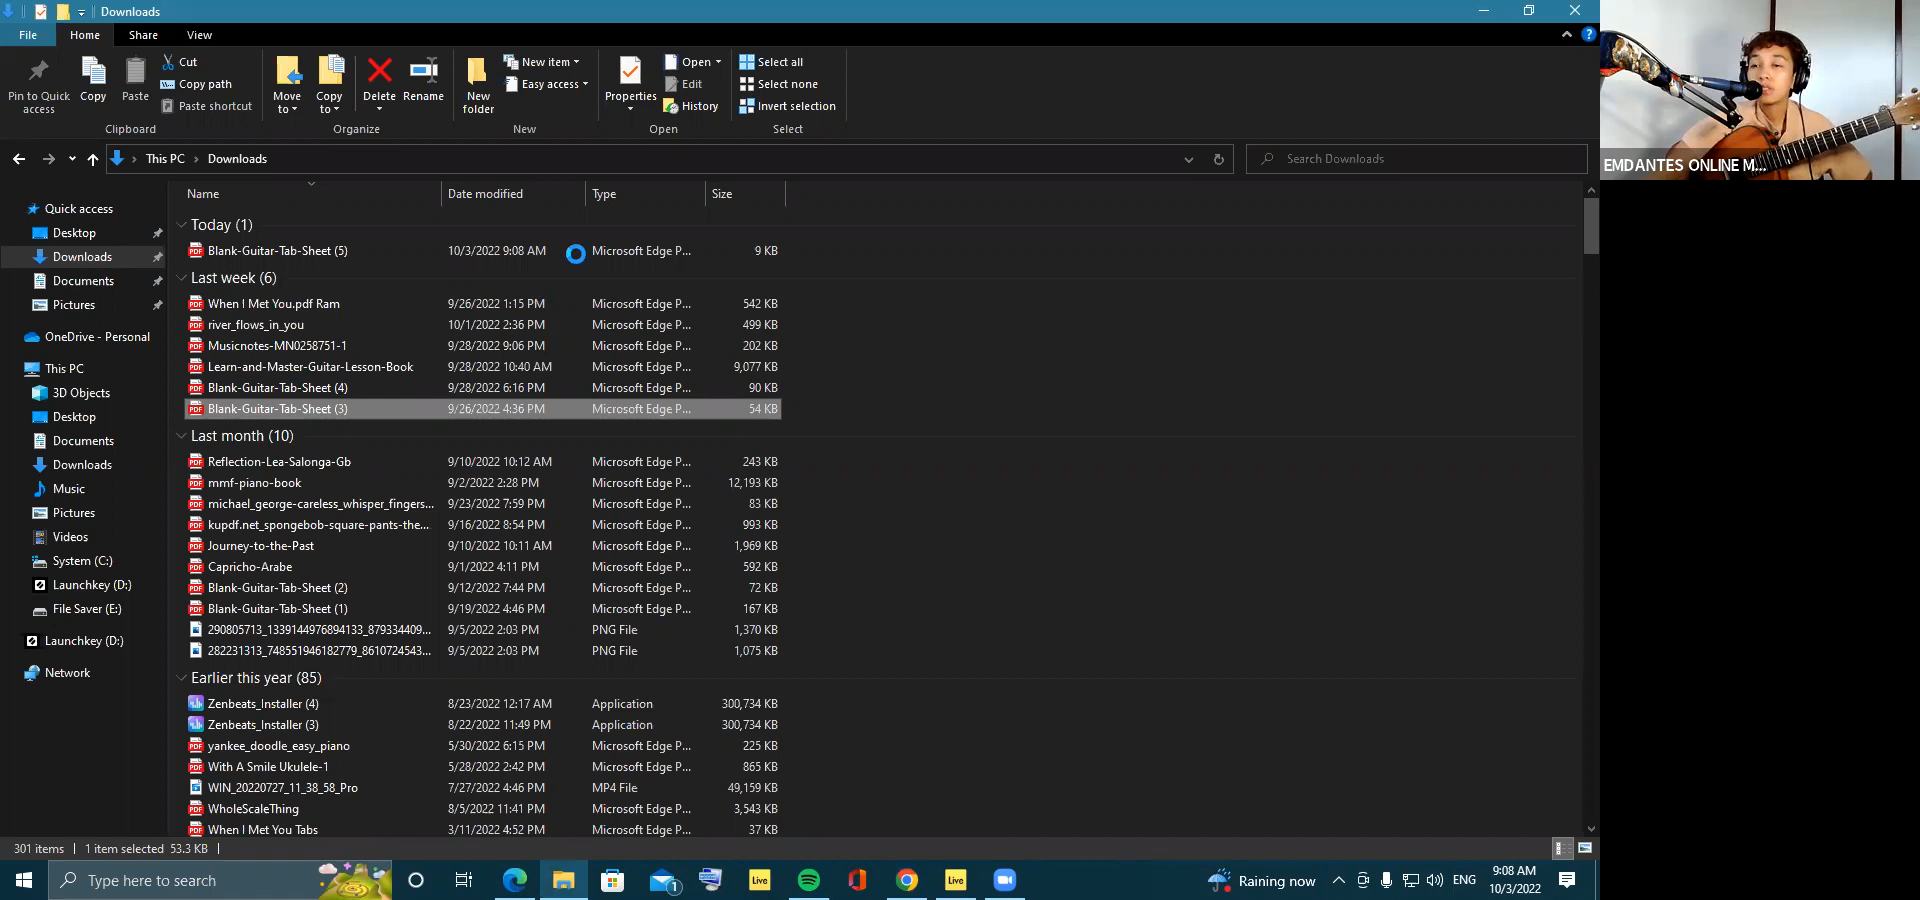 Downloads
File Home Share View
Pin to Quick access
Copy
Paste
Cut
Copy path
Paste shortcut
Clipboard
Move to
Copy to
Delete
Rename
Organize
New folder
New item
Easy access
New
Properties
Open
Edit
History
Open
Select all
Select none
Invert selection
Select
This PC > Downloads
Search Downloads
EMDANTES ONLINE M...
Quick access
Desktop
Downloads
Documents
Pictures
OneDrive - Personal
This PC
3D Objects
Desktop
Documents
Downloads
Music
Pictures
Videos
System (C:)
Launchkey (D:)
File Saver (E:)
Launchkey (D:)
Network
Name Date modified Type Size
Today (1)
Blank-Guitar-Tab-Sheet (5) 10/3/2022 9:08 AM Microsoft Edge P... 9 KB
Last week (6)
When I Met You.pdf Ram 9/26/2022 1:15 PM Microsoft Edge P... 542 KB
river_flows_in_you 10/1/2022 2:36 PM Microsoft Edge P... 499 KB
Musicnotes-MN0258751-1 9/28/2022 9:06 PM Microsoft Edge P... 202 KB
Learn-and-Master-Guitar-Lesson-Book 9/28/2022 10:40 AM Microsoft Edge P... 9,077 KB
Blank-Guitar-Tab-Sheet (4) 9/28/2022 6:16 PM Microsoft Edge P... 90 KB
Blank-Guitar-Tab-Sheet (3) 9/26/2022 4:36 PM Microsoft Edge P... 54 KB
Last month (10)
Reflection-Lea-Salonga-Gb 9/10/2022 10:12 AM Microsoft Edge P... 243 KB
mmf-piano-book 9/2/2022 2:28 PM Microsoft Edge P... 12,193 KB
michael_george-careless_whisper_fingers... 9/23/2022 7:59 PM Microsoft Edge P... 83 KB
kupdf.net_spongebob-square-pants-the... 9/16/2022 8:54 PM Microsoft Edge P... 993 KB
Journey-to-the-Past 9/10/2022 10:11 AM Microsoft Edge P... 1,969 KB
Capricho-Arabe 9/1/2022 4:11 PM Microsoft Edge P... 592 KB
Blank-Guitar-Tab-Sheet (2) 9/12/2022 7:44 PM Microsoft Edge P... 72 KB
Blank-Guitar-Tab-Sheet (1) 9/19/2022 4:46 PM Microsoft Edge P... 167 KB
290805713_1339144976894133_879334409... 9/5/2022 2:03 PM PNG File 1,370 KB
282231313_748551946182779_8610724543... 9/5/2022 2:03 PM PNG File 1,075 KB
Earlier this year (85)
Zenbeats_Installer (4) 8/23/2022 12:17 AM Application 300,734 KB
Zenbeats_Installer (3) 8/22/2022 11:49 PM Application 300,734 KB
yankee_doodle_easy_piano 5/30/2022 6:15 PM Microsoft Edge P... 225 KB
With A Smile Ukulele-1 5/28/2022 2:42 PM Microsoft Edge P... 865 KB
WIN_20220727_11_38_58_Pro 7/27/2022 4:46 PM MP4 File 49,159 KB
WholeScaleThing 8/5/2022 11:41 PM Microsoft Edge P... 3,543 KB
When I Met You Tabs 3/11/2022 4:52 PM Microsoft Edge P... 37 KB
301 items 1 item selected 53.3 KB
Type here to search
1
Live
Live
Raining now
ENG
9:08 AM
10/3/2022